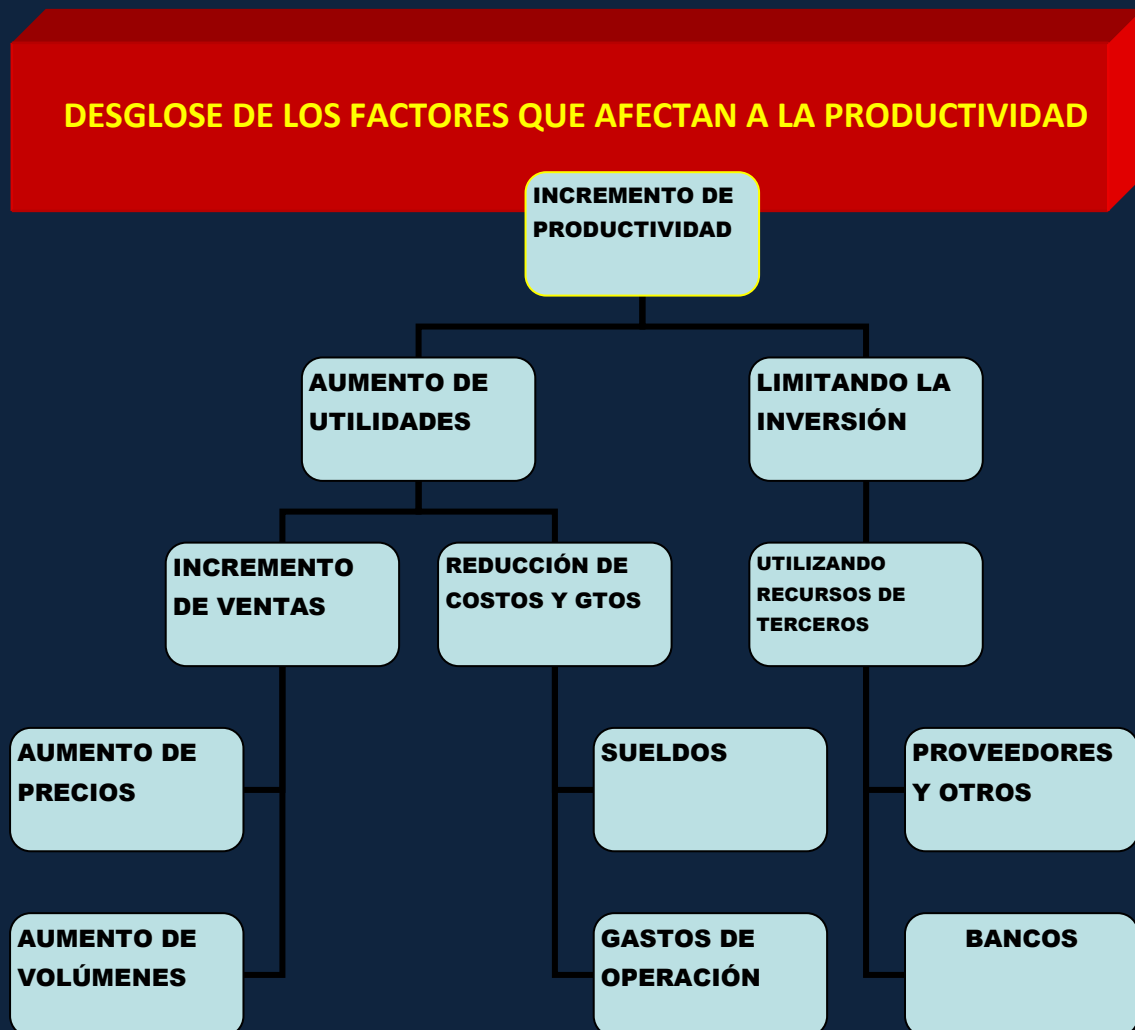 DESGLOSE DE LOS FACTORES QUE AFECTAN A LA PRODUCTIVIDAD
INCREMENTO DE
PRODUCTIVIDAD
AUMENTO DE
UTILIDADES
LIMITANDO LA
INVERSIÓN
INCREMENTO
DE VENTAS
REDUCCIÓN DE
COSTOS Y GTOS
UTILIZANDO
RECURSOS DE
TERCEROS
AUMENTO DE
PRECIOS
SUELDOS
PROVEEDORES
Y OTROS
AUMENTO DE
VOLÚMENES
GASTOS DE
OPERACIÓN
BANCOS